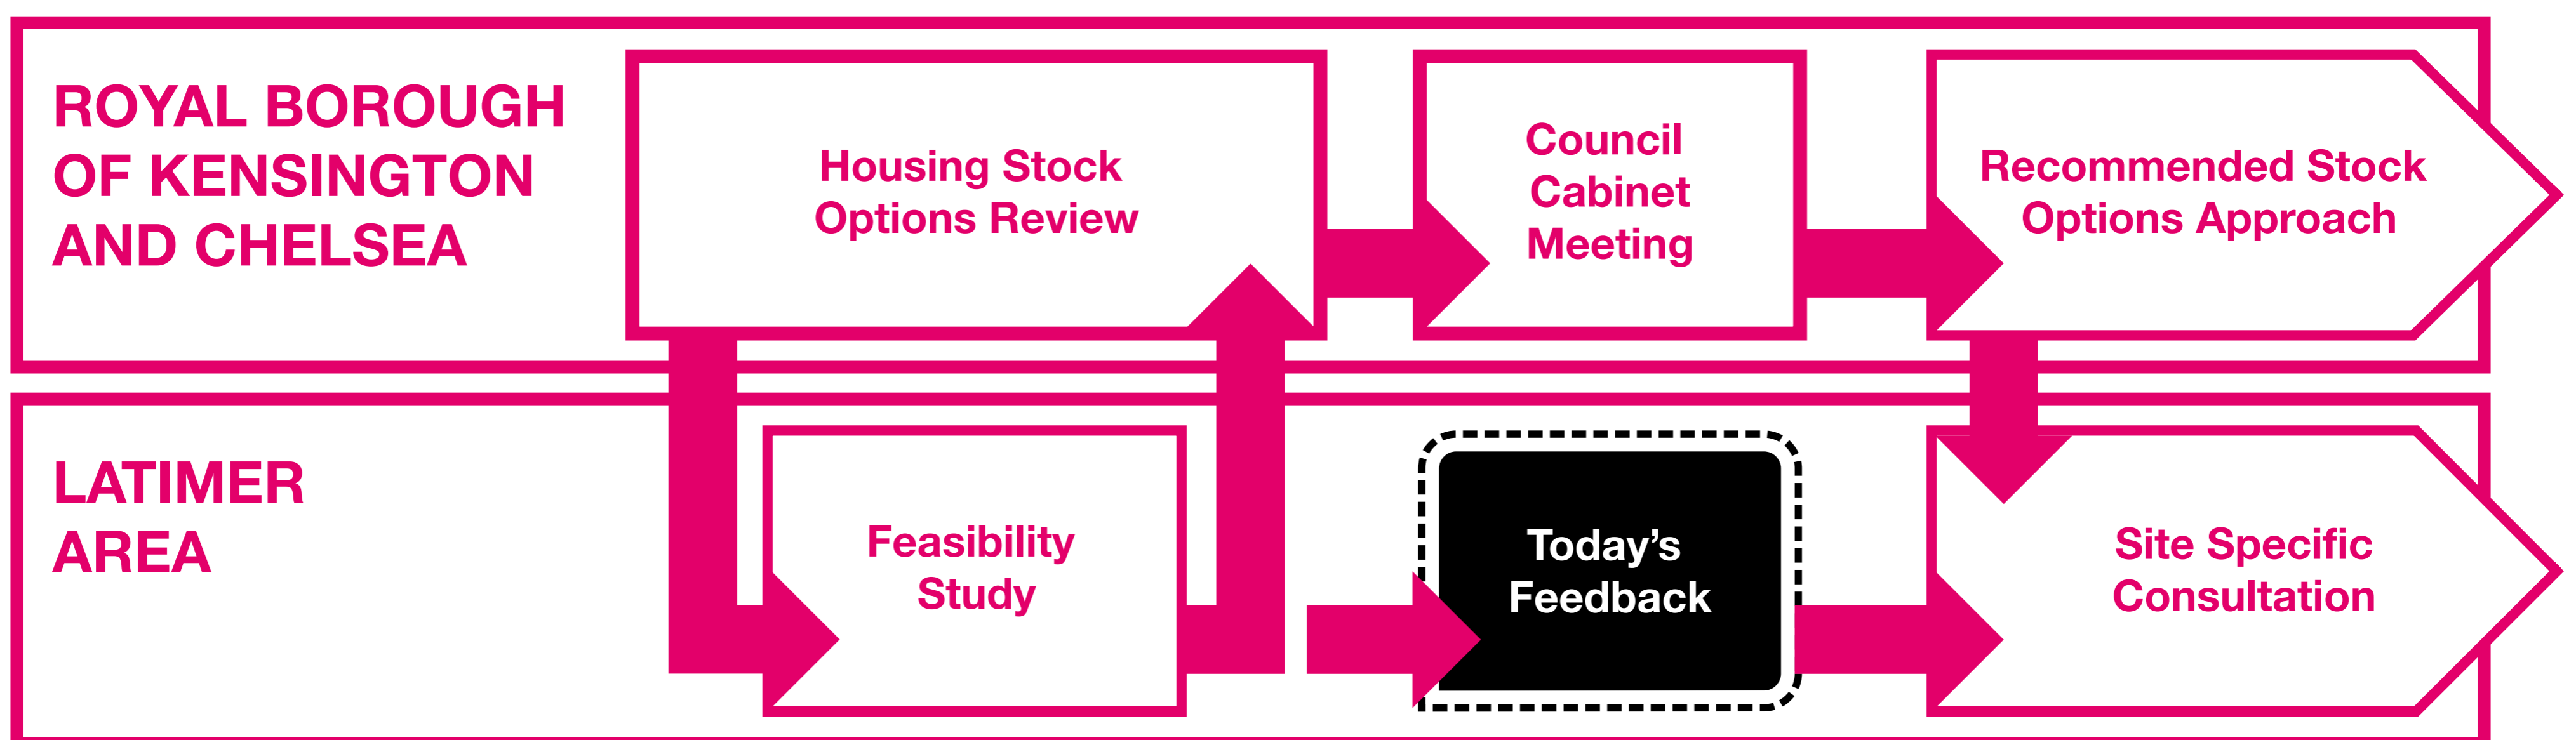 ROYAL BOROUGH
OF KENSINGTON
AND CHELSEA
Housing Stock
Options Review
Council
Cabinet
Meeting
Recommended Stock
Options Approach
LATIMER
AREA
Feasibility
Study
Today’s
Feedback
Site Specific
Consultation